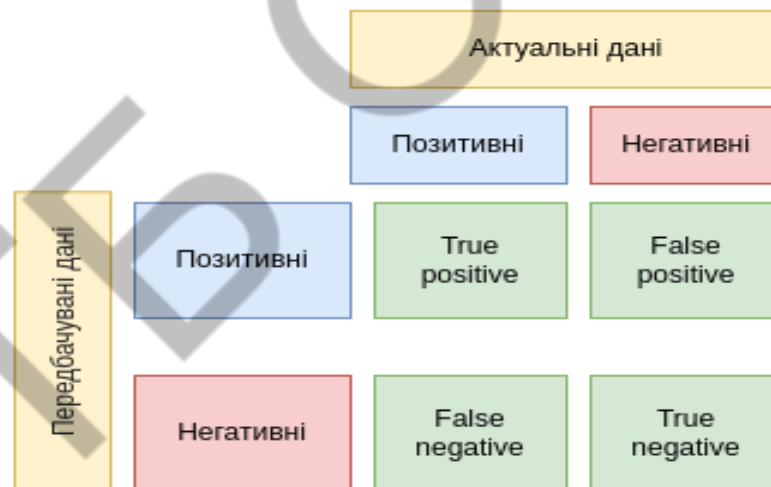 Актуальні дані
Позитивні
Негативні
Передбачувані дані
Позитивні
True
positive
False
positive
Негативні
False
negative
True
negative